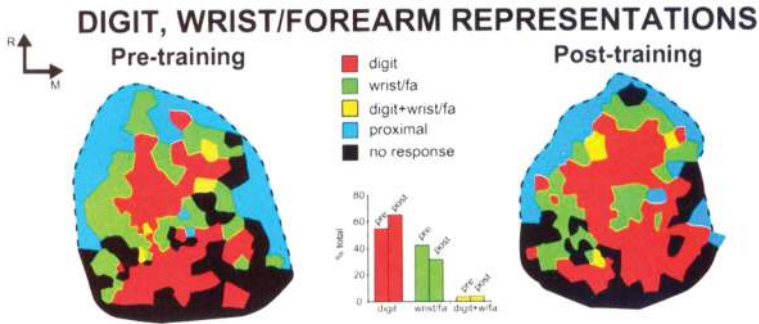 DIGIT, WRIST/FOREARM REPRESENTATIONS
R
M
Pre-training
Post-training
digit
wrist/fa
digit+wrist/fa
proximal
no response
% total
80
60
40
20
0
pre post
pre post
pre post
digit wrist/fa digit+w/fa